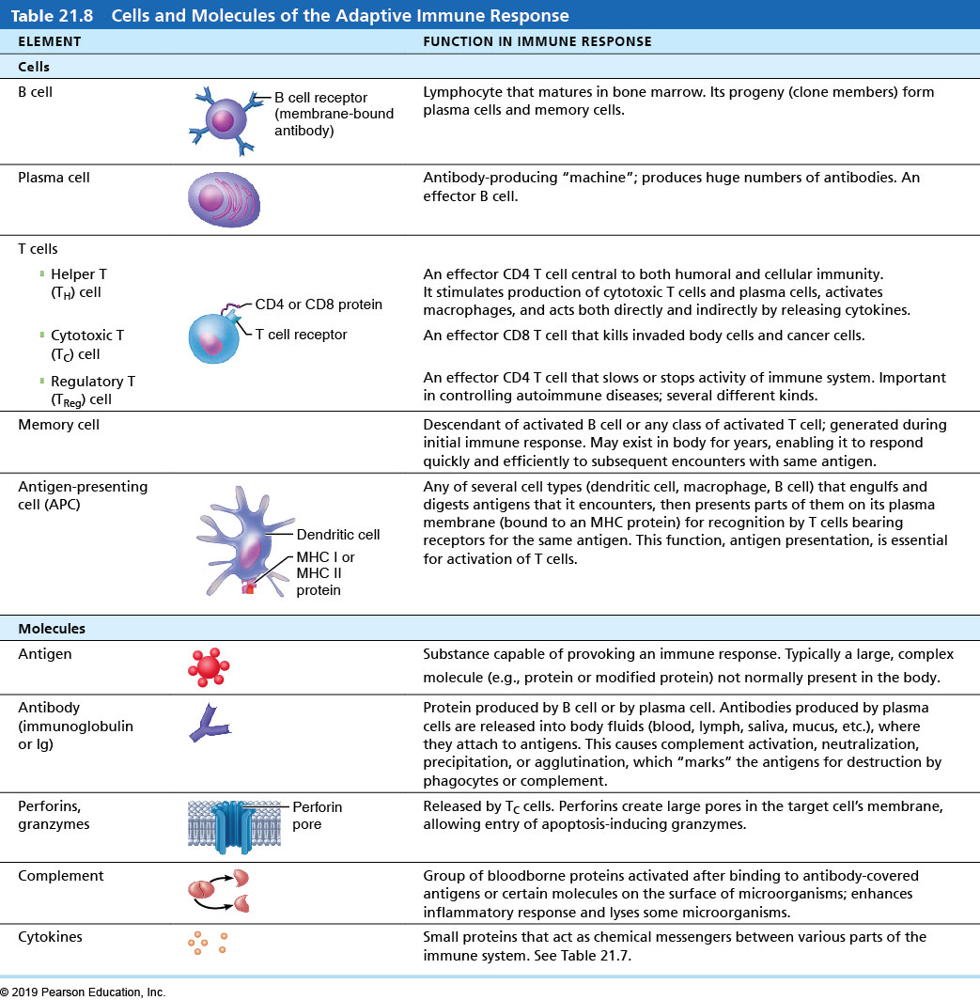 Table 21.8 Cells and Molecules of the Adaptive Immune Response
ELEMENT FUNCTION IN IMMUNE RESPONSE
Cells
B cell
B cell receptor
(membrane-bound
antibody)
Lymphocyte that matures in bone marrow. Its progeny (clone members) form
plasma cells and memory cells.
Plasma cell
Antibody-producing “machine”; produces huge numbers of antibodies. An
effector B cell.
T cells
Helper T
(TH) cell
An effector CD4 T cell central to both humoral and cellular immunity.
It stimulates production of cytotoxic T cells and plasma cells, activates
macrophages, and acts both directly and indirectly by releasing cytokines.
CD4 or CD8 protein
T cell receptor
Cytotoxic T
(TC) cell
An effector CD8 T cell that kills invaded body cells and cancer cells.
Regulatory T
(TReg) cell
An effector CD4 T cell that slows or stops activity of immune system. Important
in controlling autoimmune diseases; several different kinds.
Memory cell
Descendant of activated B cell or any class of activated T cell; generated during
initial immune response. May exist in body for years, enabling it to respond
quickly and efficiently to subsequent encounters with same antigen.
Antigen-presenting
cell (APC)
Dendritic cell
MHC I or
MHC II
protein
Any of several cell types (dendritic cell, macrophage, B cell) that engulfs and
digests antigens that it encounters, then presents parts of them on its plasma
membrane (bound to an MHC protein) for recognition by T cells bearing
receptors for the same antigen. This function, antigen presentation, is essential
for activation of T cells.
Molecules
Antigen
Substance capable of provoking an immune response. Typically a large, complex
molecule (e.g., protein or modified protein) not normally present in the body.
Antibody
(immunoglobulin
or Ig)
Protein produced by B cell or by plasma cell. Antibodies produced by plasma
cells are released into body fluids (blood, lymph, saliva, mucus, etc.), where
they attach to antigens. This causes complement activation, neutralization,
precipitation, or agglutination, which “marks” the antigens for destruction by
phagocytes or complement.
Perforins,
granzymes
Perforin
pore
Released by TC cells. Perforins create large pores in the target cell’s membrane,
allowing entry of apoptosis-inducing granzymes.
Complement
Group of bloodborne proteins activated after binding to antibody-covered
antigens or certain molecules on the surface of microorganisms; enhances
inflammatory response and lyses some microorganisms.
Cytokines
Small proteins that act as chemical messengers between various parts of the
immune system. See Table 21.7.
© 2019 Pearson Education, Inc.